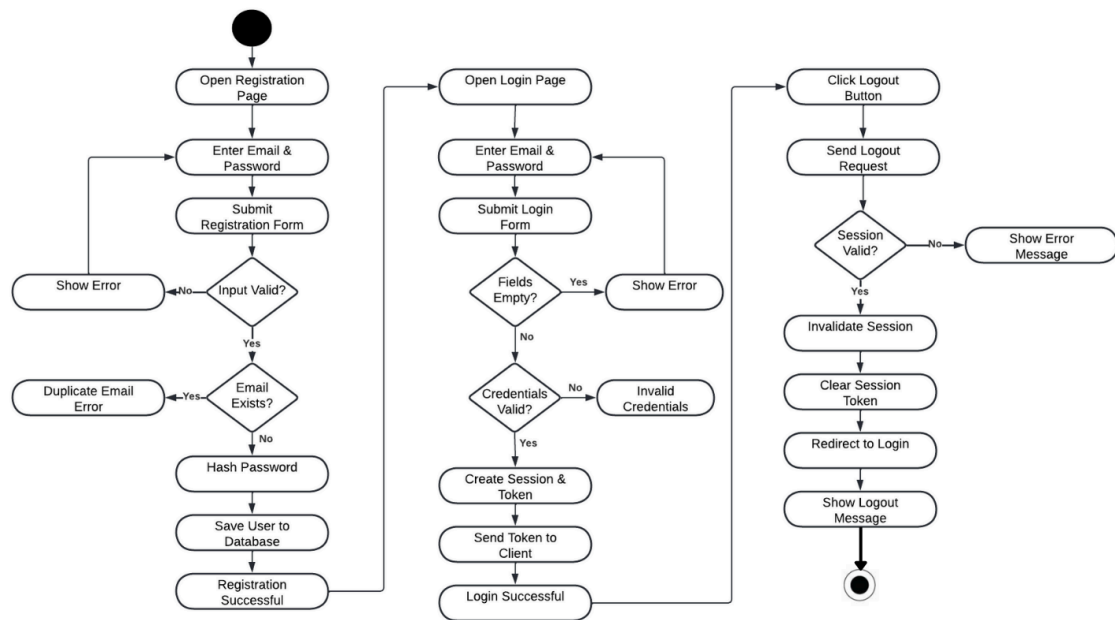 Open Registration
Page
Enter Email &
Password
Submit
Registration Form
Input Valid?
No
Show Error
Yes
Email
Exists?
Yes
Duplicate Email
Error
No
Hash Password
Save User to
Database
Registration
Successful
Open Login Page
Enter Email &
Password
Submit Login
Form
Fields
Empty?
Yes
Show Error
No
Credentials
Valid?
No
Invalid
Credentials
Yes
Create Session &
Token
Send Token to
Client
Login Successful
Click Logout
Button
Send Logout
Request
Session
Valid?
No
Show Error
Message
Yes
Invalidate Session
Clear Session
Token
Redirect to Login
Show Logout
Message